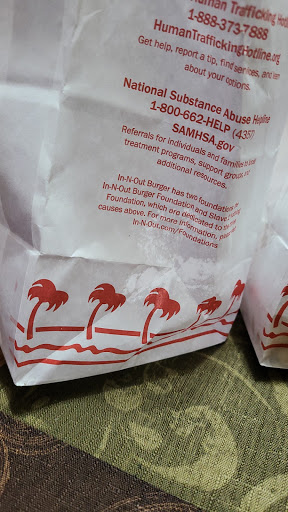 Human Trafficking
1-888-373-7888
HumanTraffickingHotline.org
Get help, report a tip, find services, and learn
about your options.
National Substance Abuse Helpline
1-800-662-HELP (4357)
SAMHSA.gov
Referrals for individuals and families to
treatment programs, support groups and
additional resources.
In-N-Out Burger has two foundations
In-N-Out Burger Foundation and Slave
Foundation, which are dedicated to the
causes above. For more information, please
In-N-Out.com/Foundations